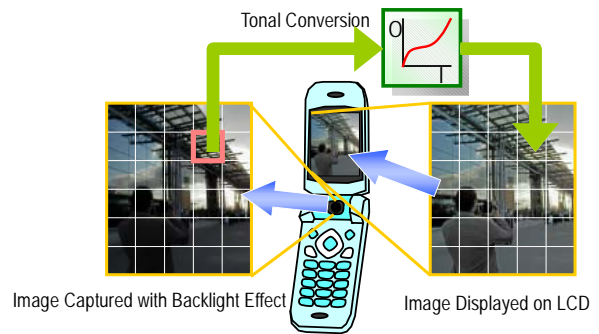 Tonal Conversion
O
I
Image Captured with Backlight Effect
Image Displayed on LCD